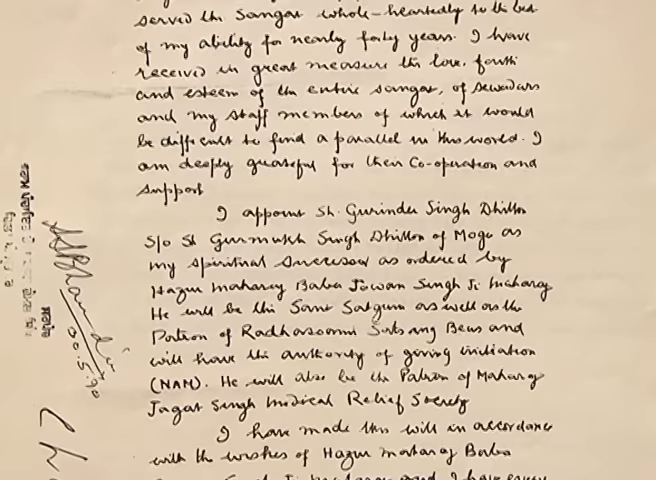 served the Sangat whole-heartedly to the best
of my ability for nearly forty years. I have
received in great measure the love, faith
and esteem of the entire sangat, of sewadars
and my staff members of which it would
be difficult to find a parallel in this world. I
am deeply grateful for their Co-operation and
support
I appoint Sh. Gurinder Singh Dhillon
S/o Sh Gurmukh Singh Dhillon of Moga as
my spiritual successor as ordered by
Hazur Maharaj Baba Jaswan Singh Ji Maharaj
He will be the Sant Satguru as well as the
Patron of Radhasoami Satsang Beas and
will have the authority of giving initiation
(NAM). He will also be the Patron of Maharaj
Jagat Singh Medical Relief Society
I have made this will in accordance
with the wishes of Hazur maharaj Baba
30.5.90